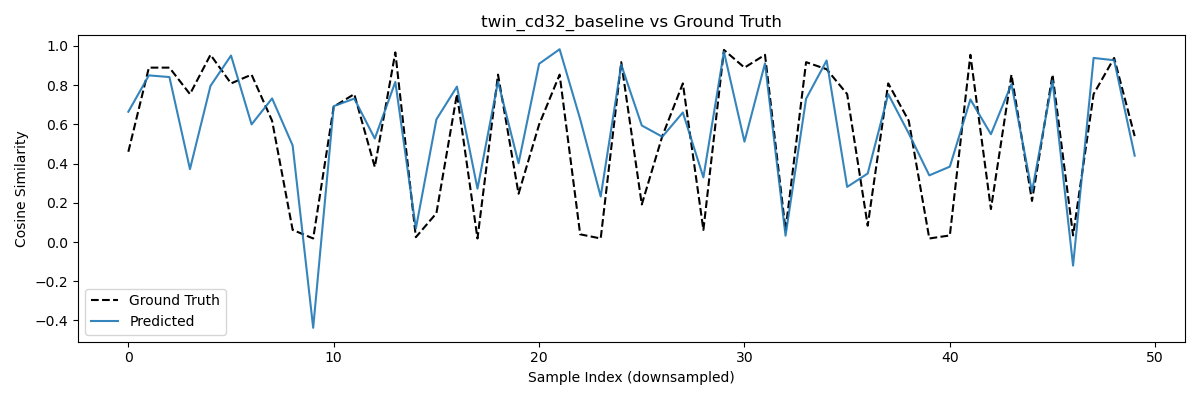 twin_cd32_baseline vs Ground Truth
Cosine Similarity
1.0
0.8
0.6
0.4
0.2
0.0
−0.2
−0.4
Ground Truth
Predicted
0 10 20 30 40 50
Sample Index (downsampled)